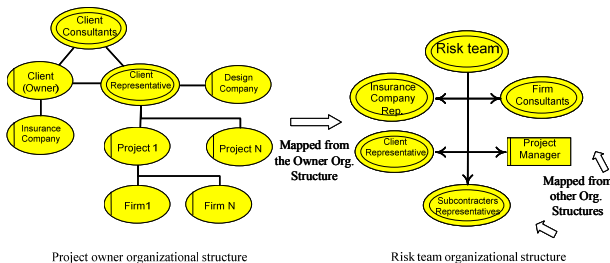 Client
Consultants
Client
(Owner)
Client
Representative
Design
Company
Insurance
Company
Project 1
Project N
Firm1
Firm N
Project owner organizational structure
Mapped from
the Owner Org.
Structure
Risk team
Insurance
Company
Rep.
Firm
Consultants
Client
Representative
Project
Manager
Subcontracters
Representatives
Mapped from
other Org.
Structures
Risk team organizational structure